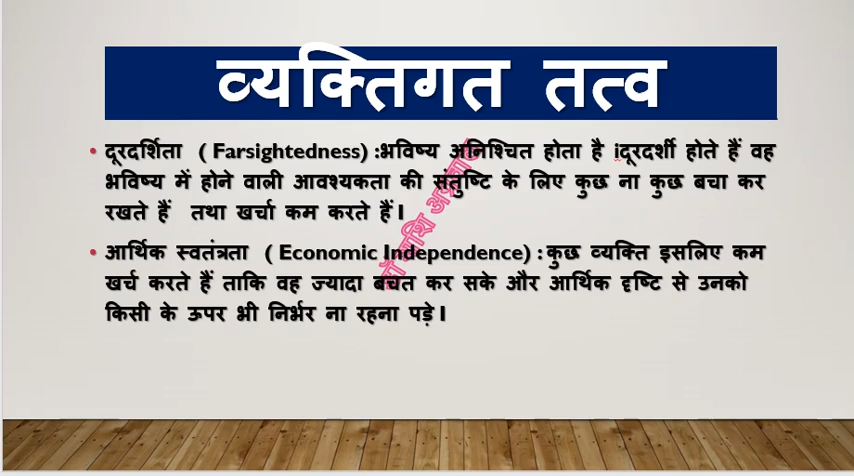 व्यक्तिगत तत्व
• दूरदर्शिता ( Farsightedness) :भविष्य अनिश्चित होता है iदूरदर्शी होते हैं वह
भविष्य में होने वाली आवश्यकता की संतुष्टि के लिए कुछ ना कुछ बचा कर
रखते हैं तथा खर्चा कम करते हैं I
• आर्थिक स्वतंत्रता ( Economic Independence) : कुछ व्यक्ति इसलिए कम
खर्च करते हैं ताकि वह ज्यादा बचत कर सके और आर्थिक दृष्टि से उनको
किसी के ऊपर भी निर्भर ना रहना पड़े I